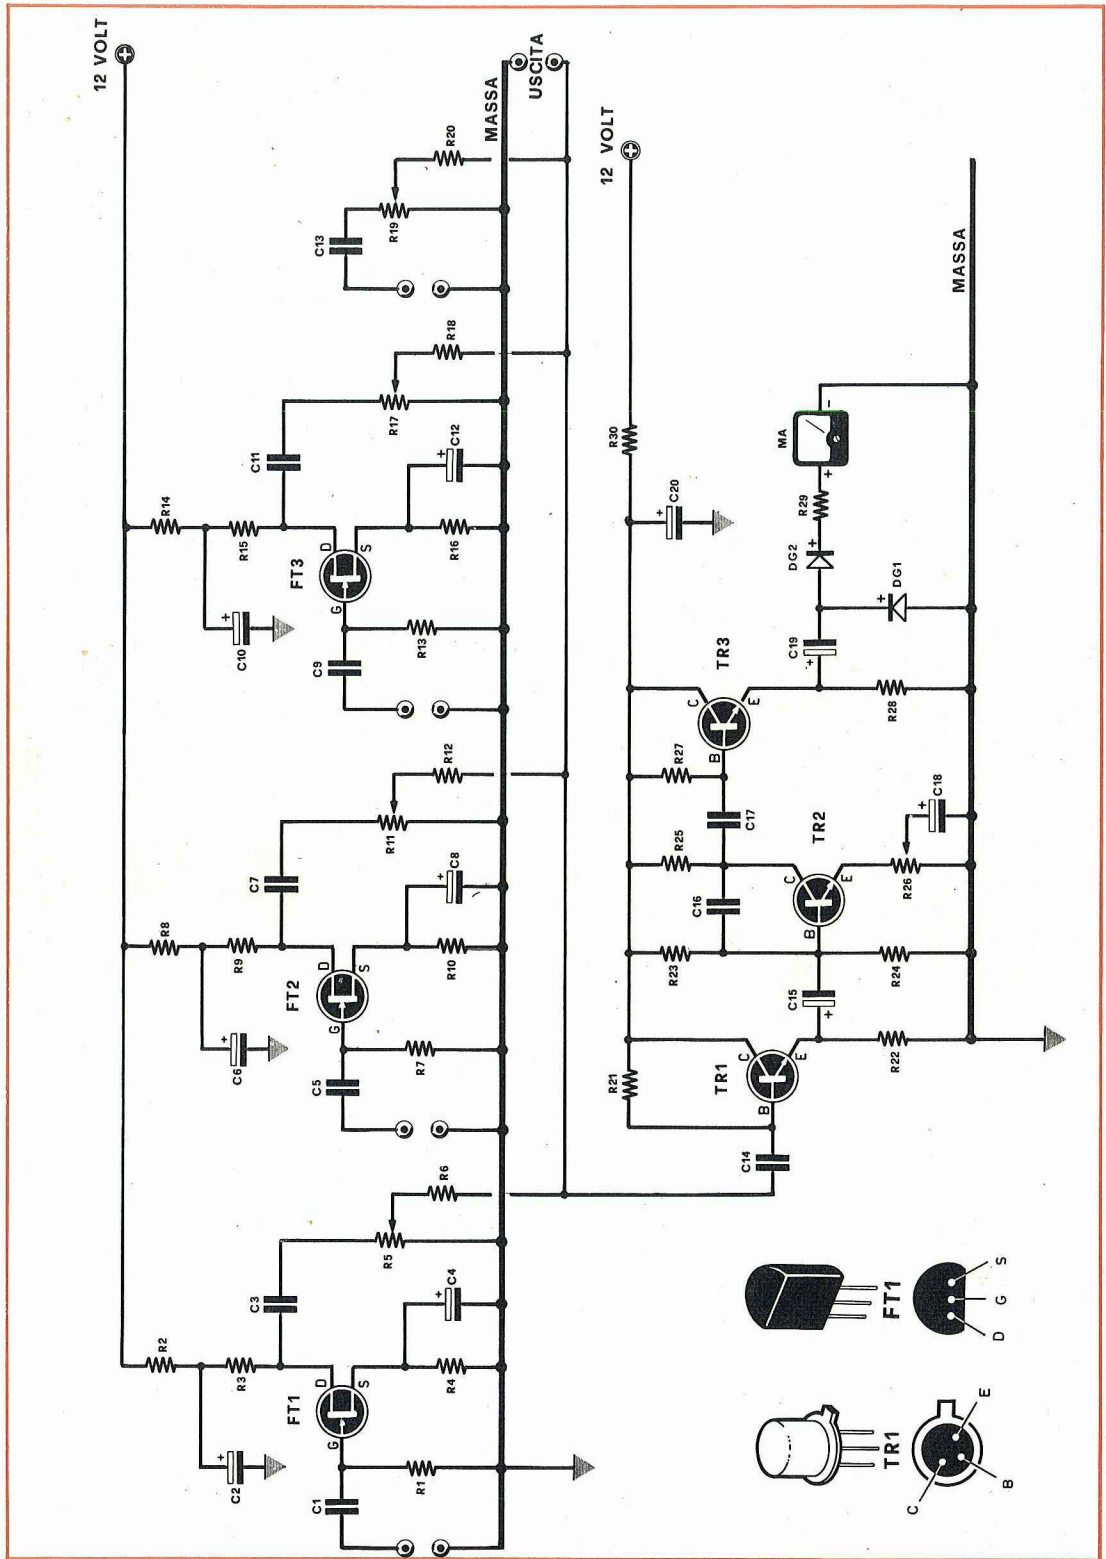 12 VOLT
R2
R8
R14
C2
+
C6
+
C10
+
R3
C3
R9
C7
R15
C11
C13
FT1
D
G
S
FT2
D
G
S
FT3
D
G
S
C1
R1
R4
C4
+
R5
R6
C5
R7
R10
C8
+
R11
R12
C9
R13
R16
C12
+
R17
R18
R19
R20
MASSA
USCITA
12 VOLT
R21
R23
R25
R27
C20
+
R30
C14
TR1
B
C
E
C16
C17
TR3
B
C
E
C15
+
TR2
B
C
E
C19
+
DG2
+
R29
+
MA
-
R22
R24
R26
C18
+
R28
DG1
+
MASSA
TR1
C
B
E
FT1
D
G
S